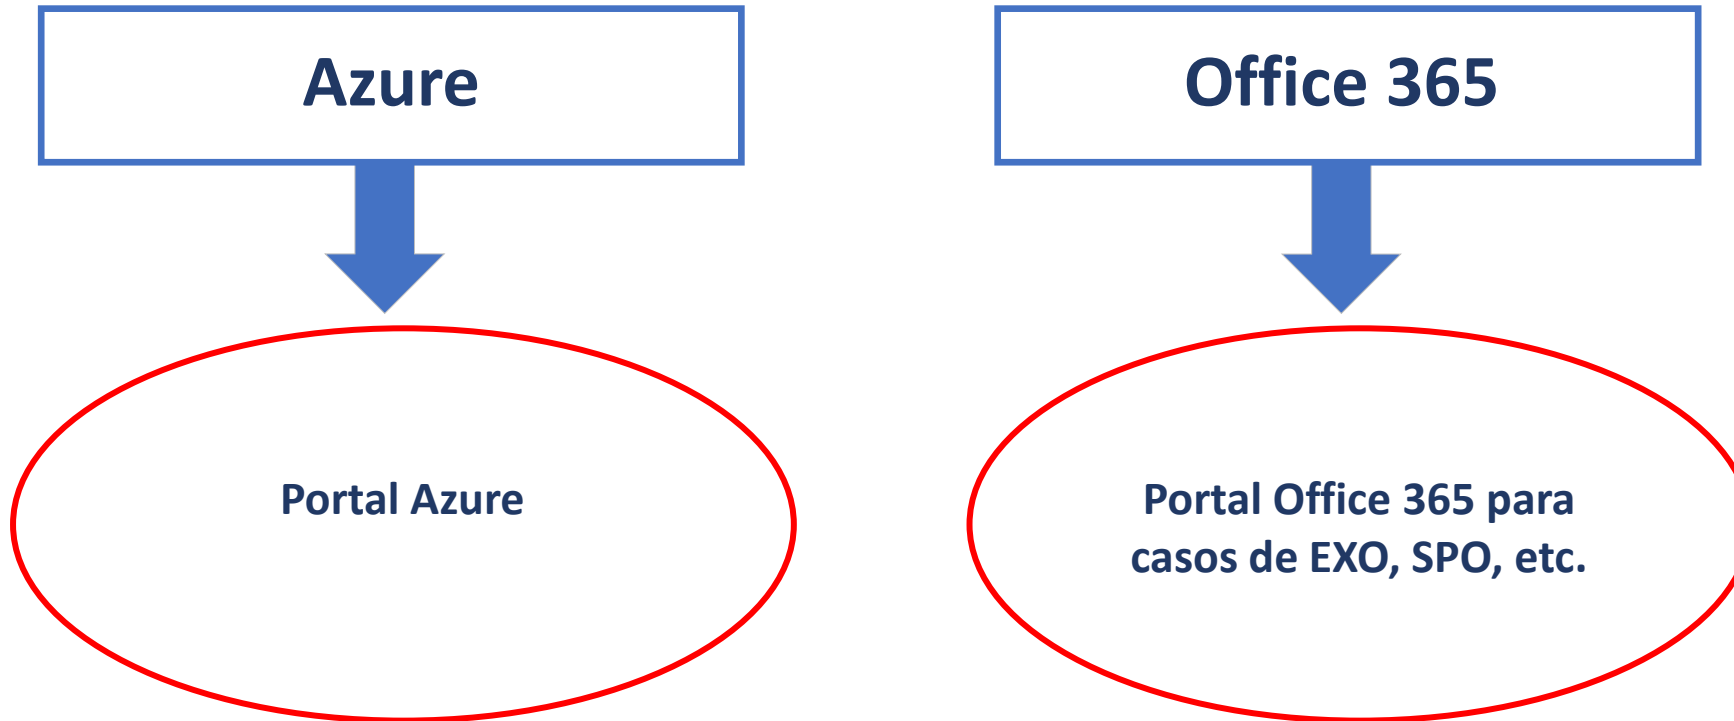 Azure
Office 365
Portal Azure
Portal Office 365 para
casos de EXO, SPO, etc.